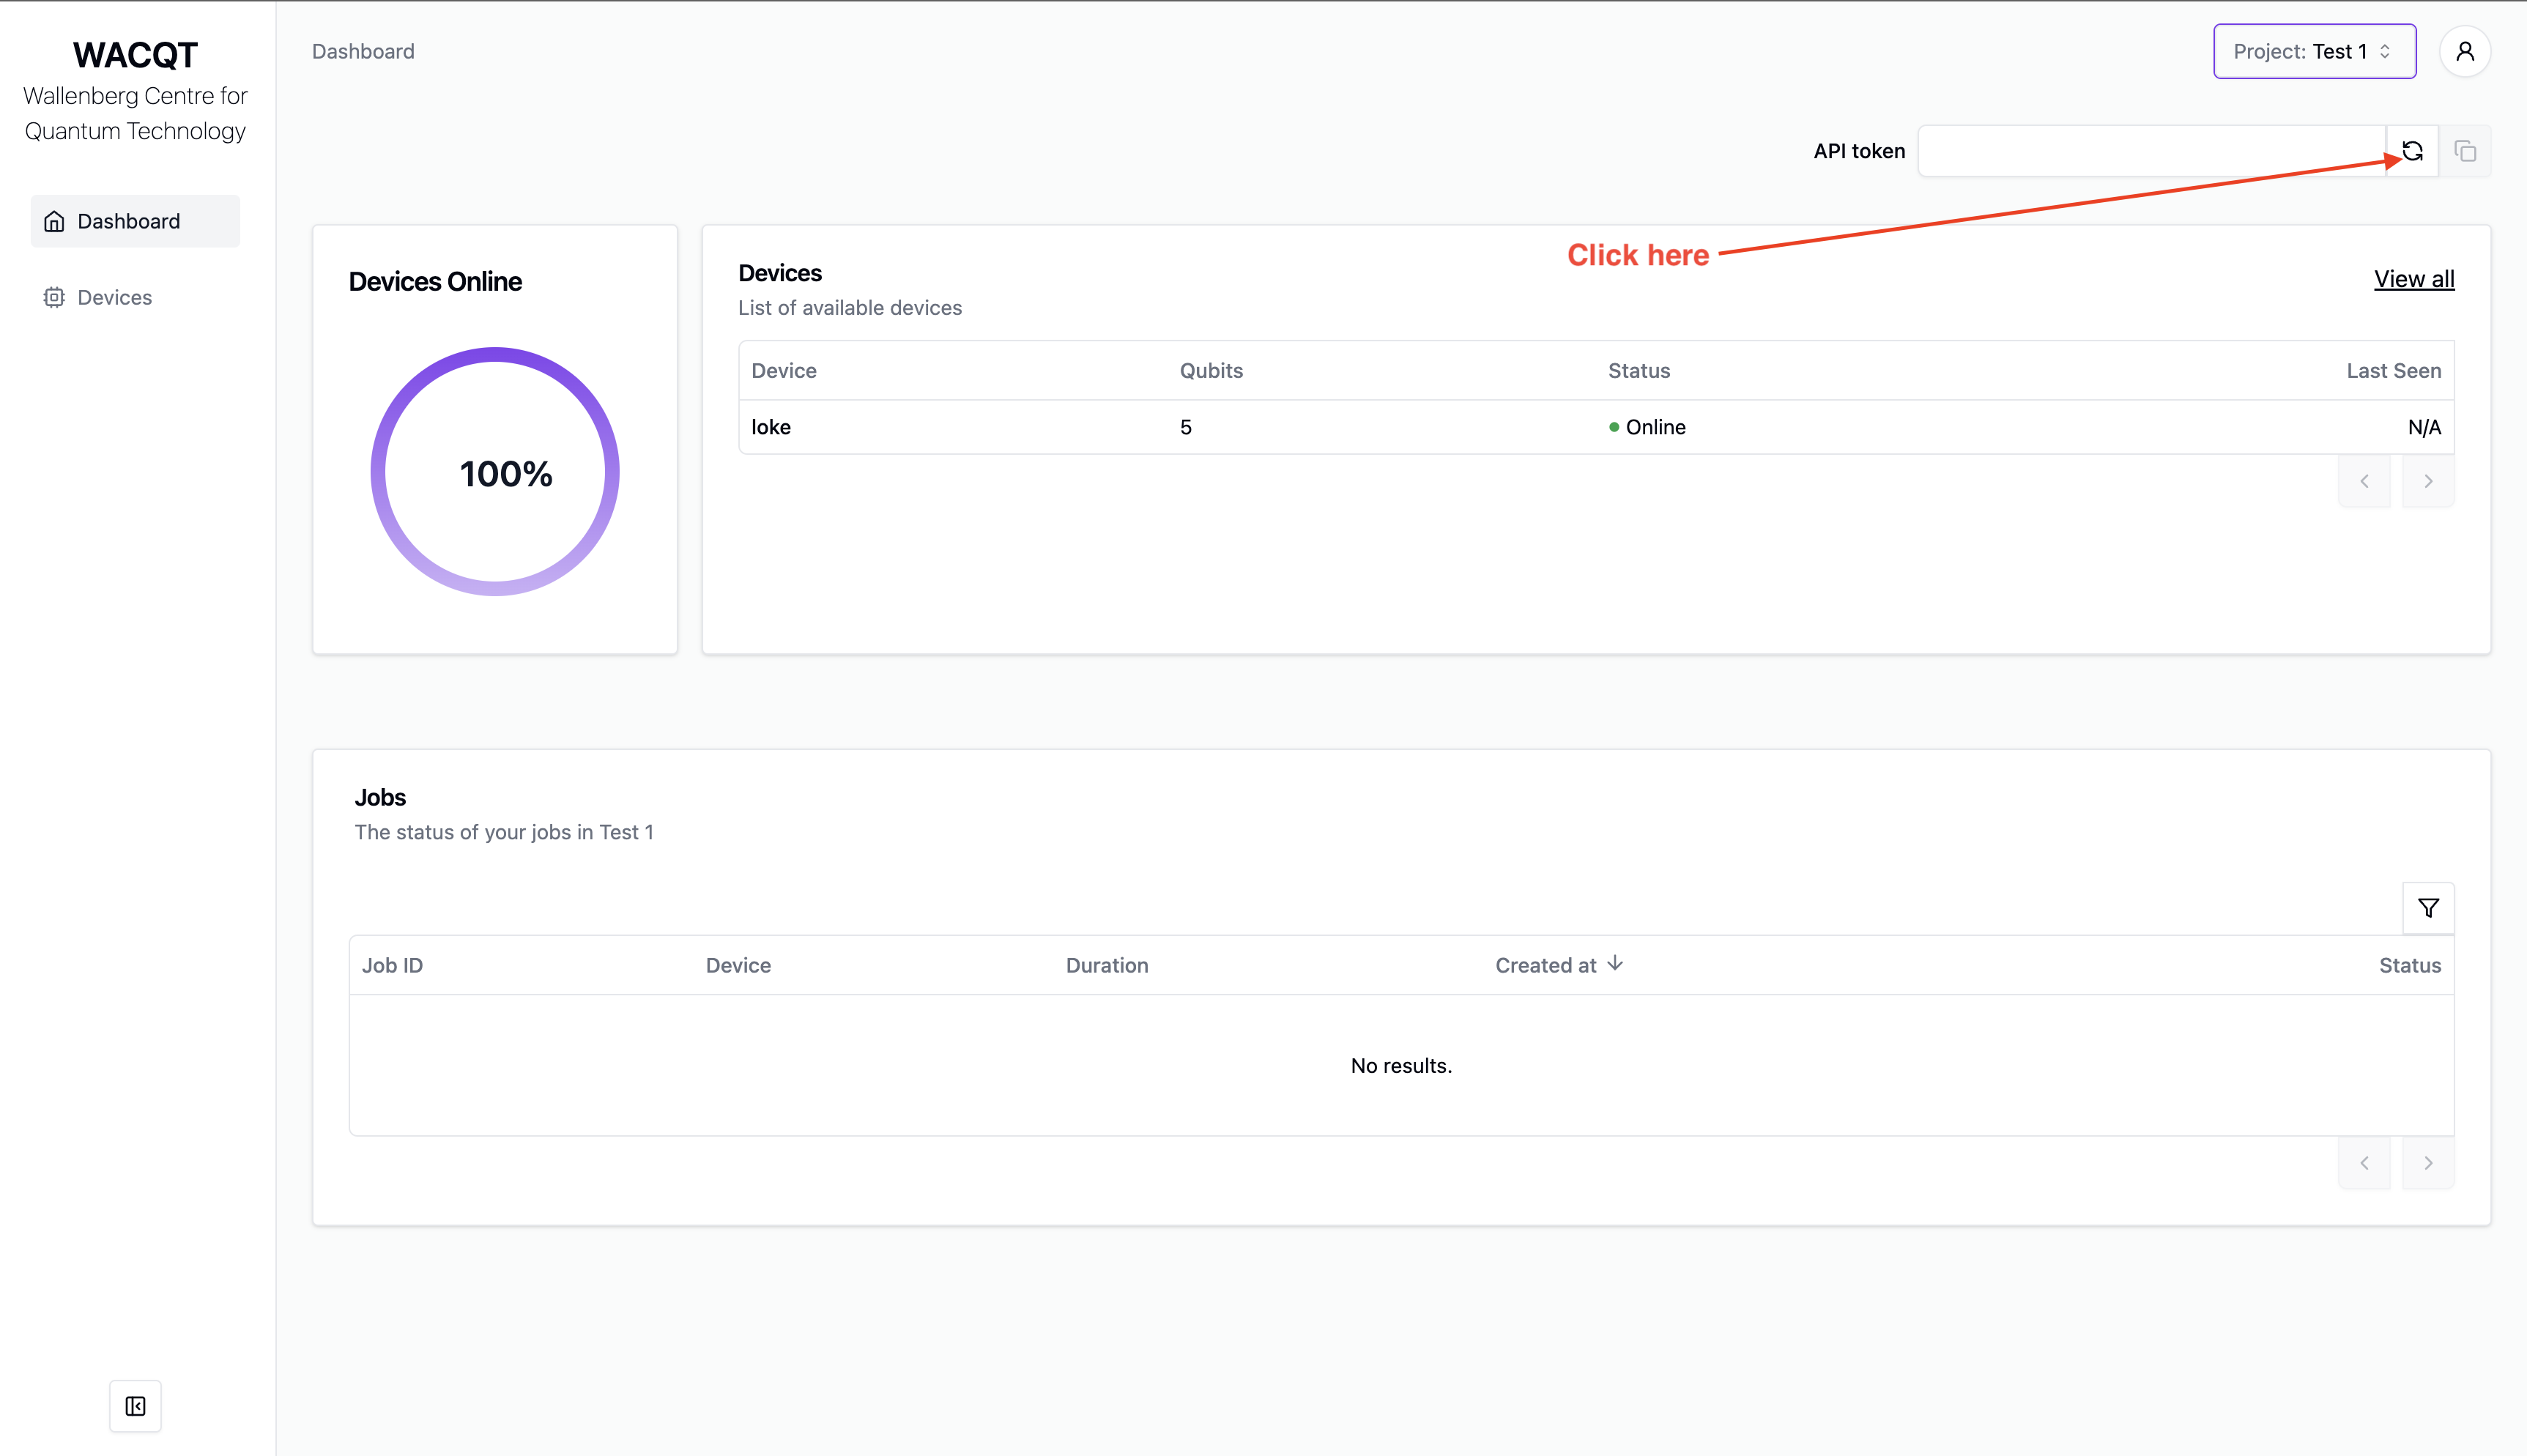 WACQT
Wallenberg Centre for
Quantum Technology
Dashboard
Devices
Dashboard
Project: Test 1
API token
Click here
Devices Online
100%
Devices
List of available devices
View all
Device Qubits Status Last Seen
loke 5 Online N/A
Jobs
The status of your jobs in Test 1
Job ID Device Duration Created at Status
No results.